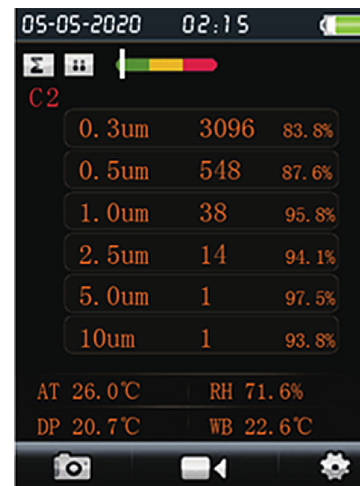 05-05-2020 02:15
Σ
C2
0.3um 3096 83.8%
0.5um 548 87.6%
1.0um 38 95.8%
2.5um 14 94.1%
5.0um 1 97.5%
10um 1 93.8%
AT 26.0℃ RH 71.6%
DP 20.7℃ WB 22.6℃